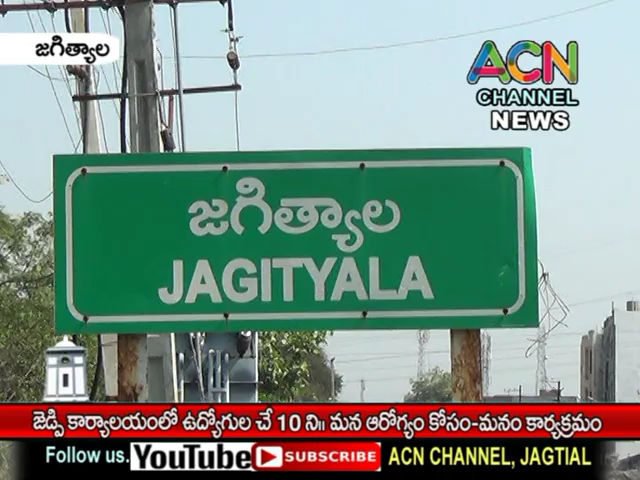 జగిత్యాల
ACN
CHANNEL
NEWS
జగిత్యాల
JAGITYALA
జెడ్పి కార్యాలయంలో ఉద్యోగుల చే 10 ని॥ మన ఆరోగ్యం కోసం-మనం కార్యక్రమం
Follow us. YouTube SUBSCRIBE ACN CHANNEL, JAGTIAL